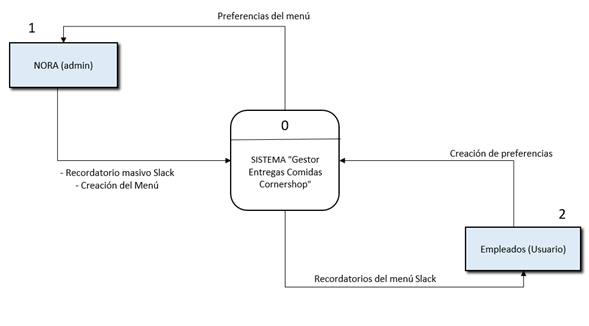 Preferencias del menú
1
NORA (admin)
0
SISTEMA "Gestor
Entregas Comidas
Cornershop"
- Recordatorio masivo Slack
- Creación del Menú
Creación de preferencias
2
Empleados (Usuario)
Recordatorios del menú Slack